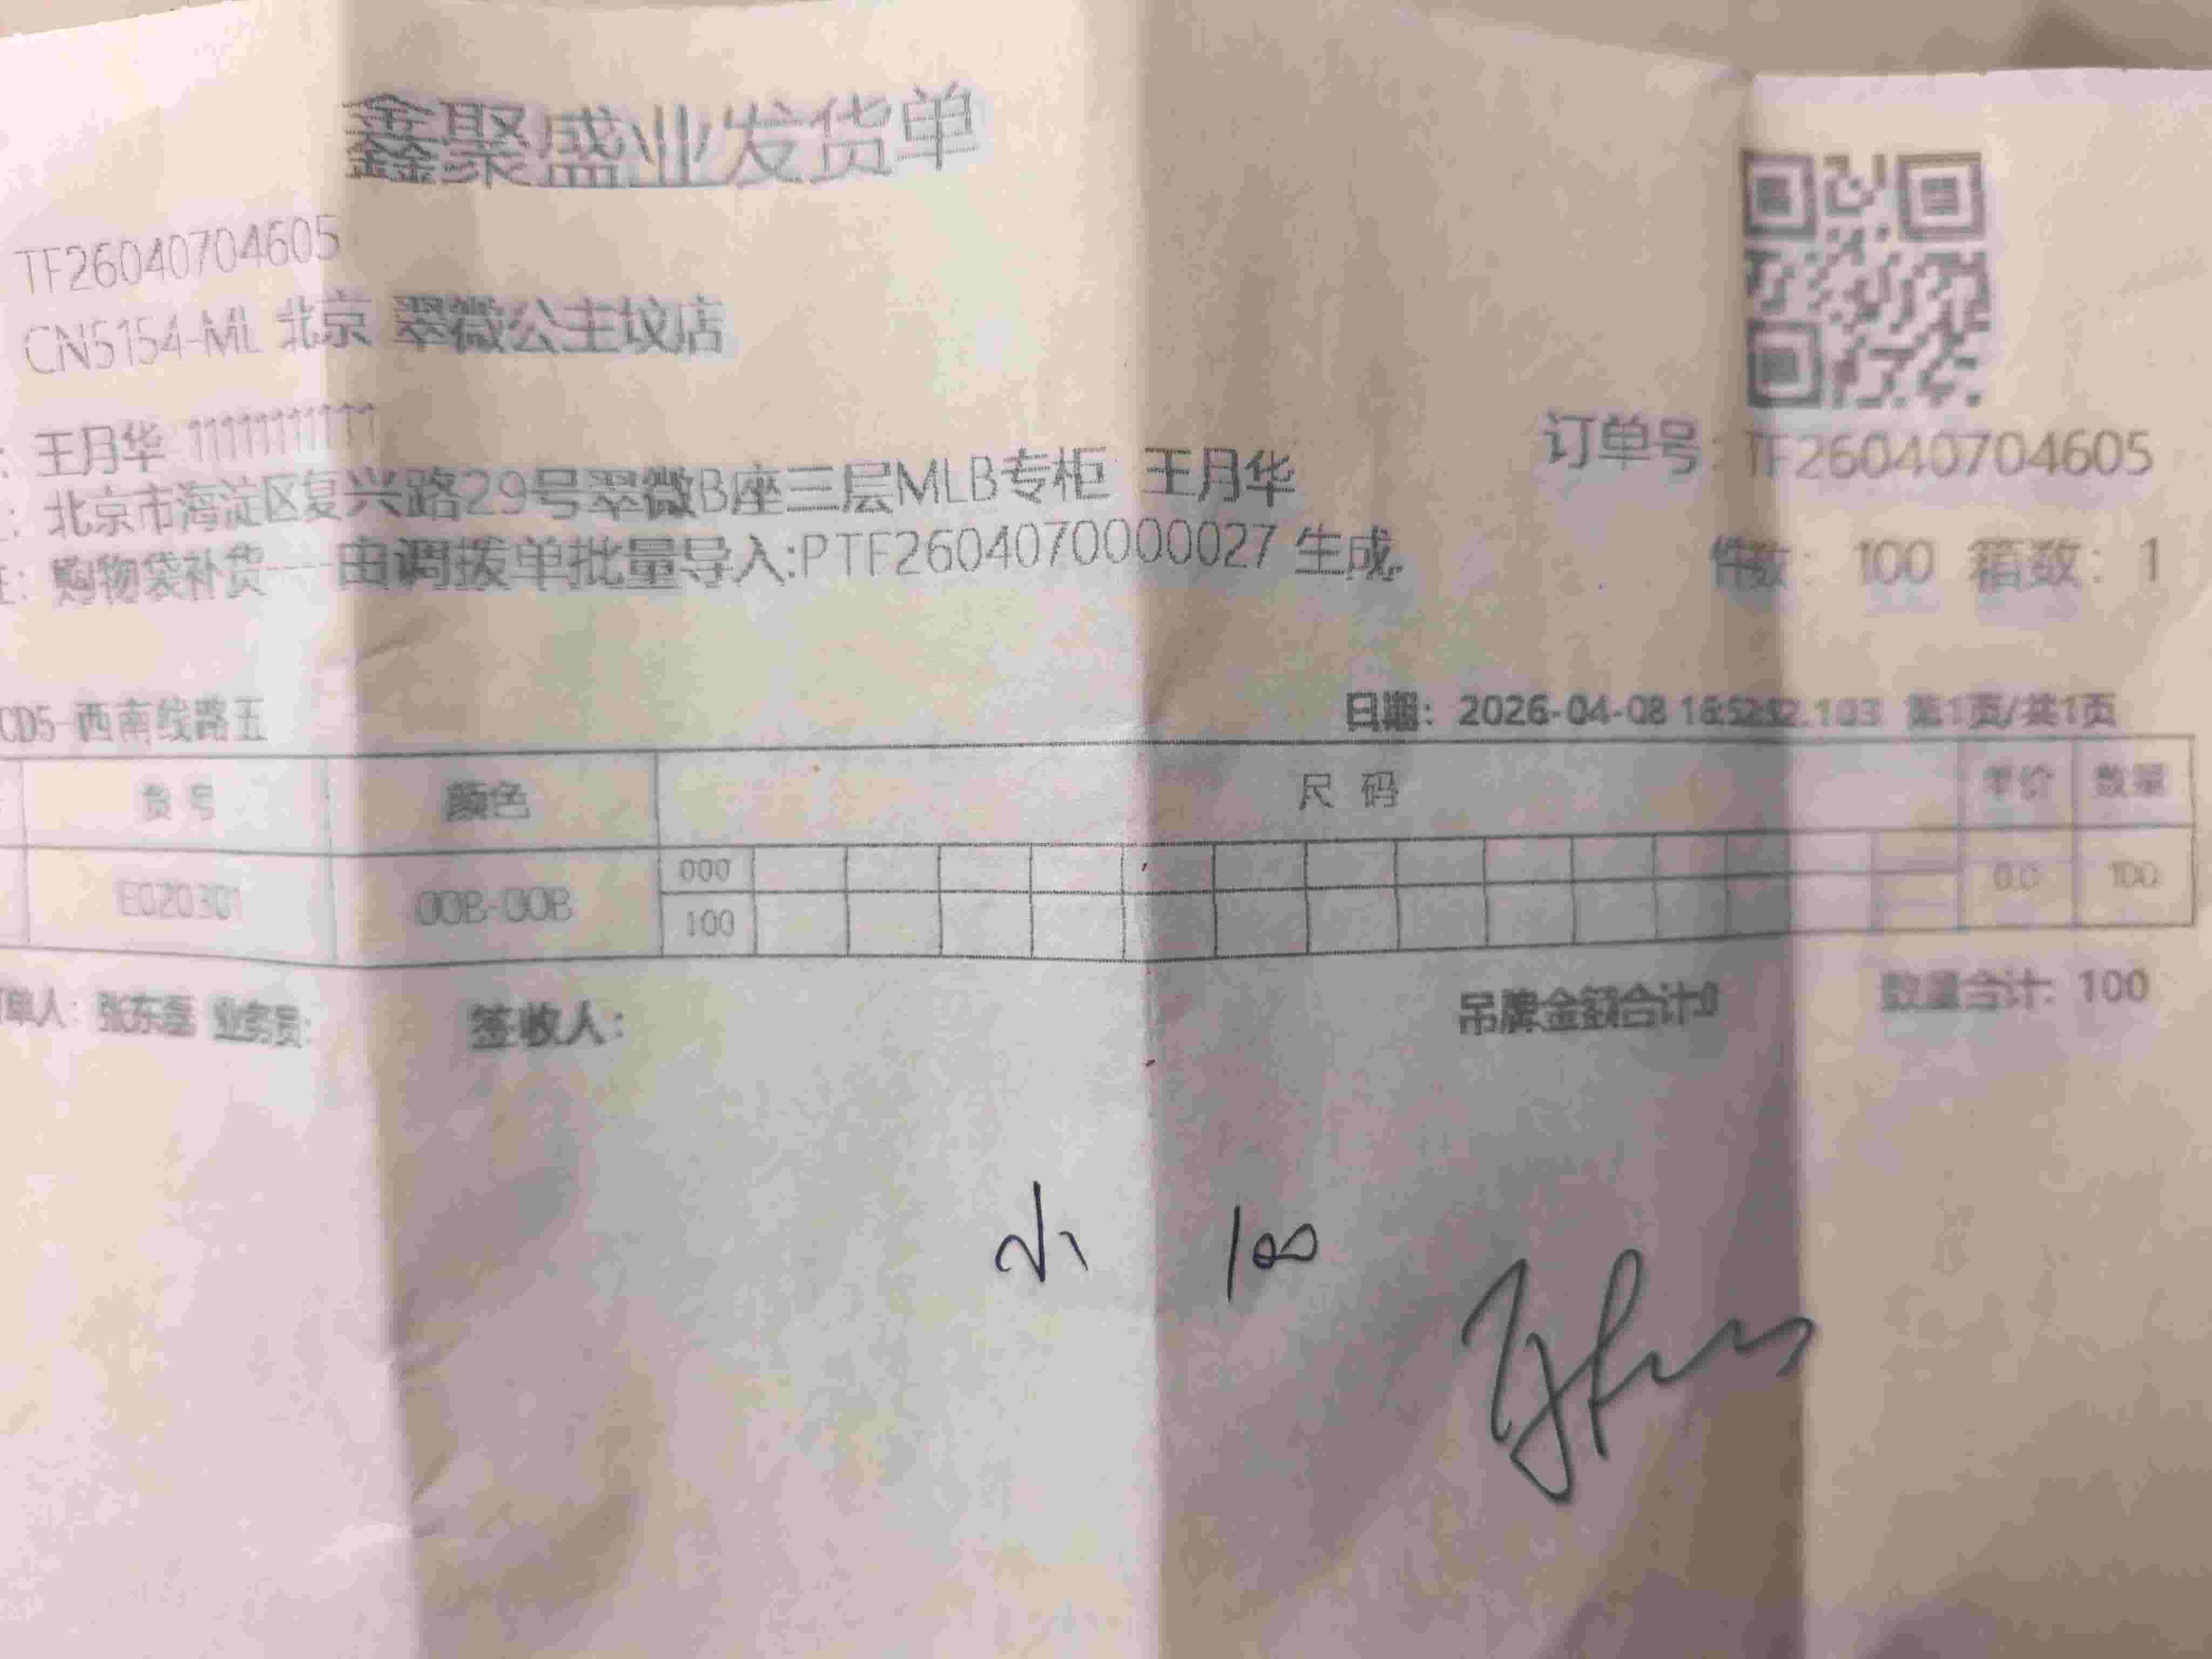 鑫聚盛业发货单
TF26040704605
CN5154-ML 北京 翠微公主坟店
: 王月华 11111111111
: 北京市海淀区复兴路29号翠微B座三层MLB专柜 王月华
订单号: TF26040704605
注: 购物袋补货---由调拨单批量导入:PTF2604070000027 生成.
件数: 100 箱数: 1
CD5-西南线路五
日期: 2026-04-08 第1页/共1页
货号 颜色 尺 码 单价 数量
E020301 00B-00B 000 0.0 100
100
单人: 张东磊 业务员: 签收人: 吊牌金额合计0 数量合计: 100
小 100